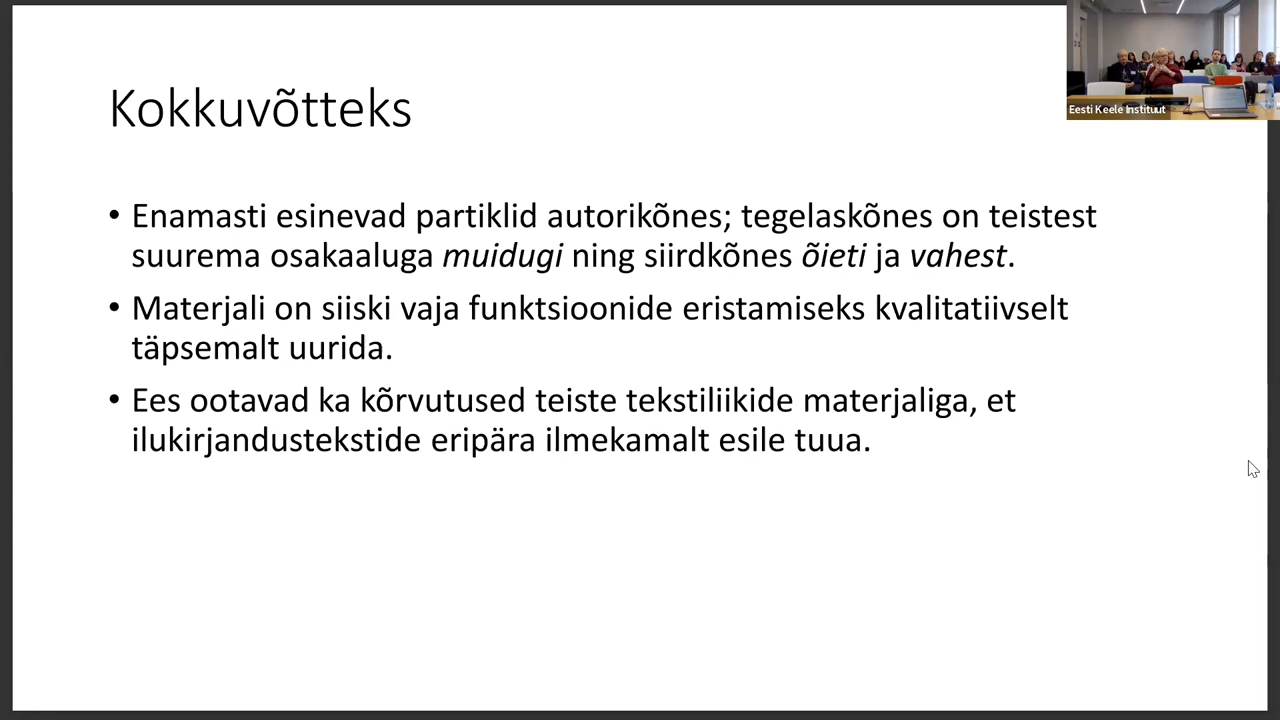 Kokkuvõtteks
Eesti Keele Instituut
• Enamasti esinevad partiklid autorikõnes; tegelaskõnes on teistest
suurema osakaaluga muidugi ning siirdkõnes õieti ja vahest.
• Materjali on siiski vaja funktsioonide eristamiseks kvalitatiivselt
täpsemalt uurida.
• Ees ootavad ka kõrvutused teiste tekstiliikide materjaliga, et
ilukirjandustekstide eripära ilmekamalt esile tuua.